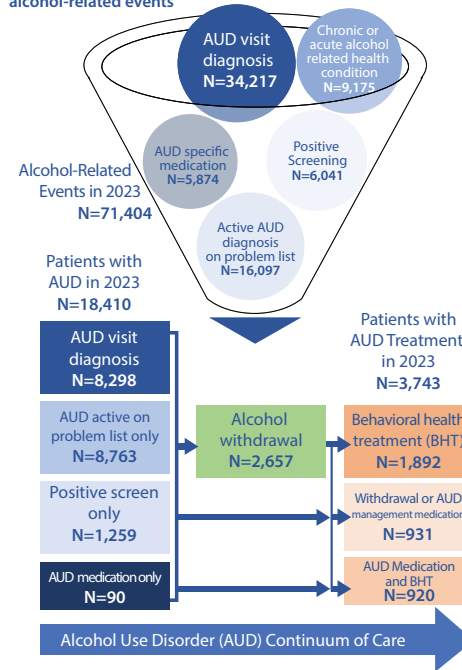 alcohol-related events
AUD visit
diagnosis
N=34,217
Chronic or
acute alcohol
related health
condition
N=9,175
AUD specific
medication
N=5,874
Positive
Screening
N=6,041
Alcohol-Related
Events in 2023
N=71,404
Active AUD
diagnosis
on problem list
N=16,097
Patients with
AUD in 2023
N=18,410
Patients with
AUD Treatment
in 2023
N=3,743
AUD visit
diagnosis
N=8,298
AUD active on
problem list only
N=8,763
Positive screen
only
N=1,259
AUD medication only
N=90
Alcohol
withdrawal
N=2,657
Behavioral health
treatment (BHT)
N=1,892
Withdrawal or AUD
management medication
N=931
AUD Medication
and BHT
N=920
Alcohol Use Disorder (AUD) Continuum of Care